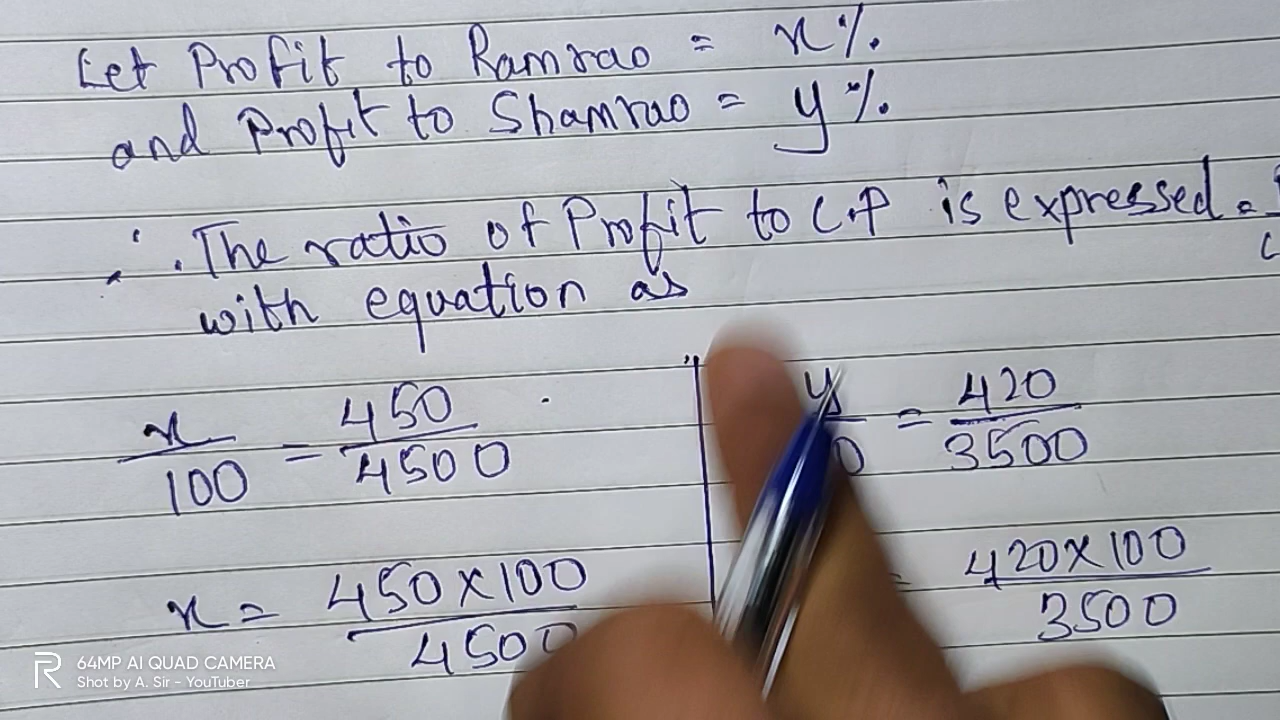 Let Profit to Ramrao = x%.
and Profit to Shamrao = y%.
∴ The ratio of Profit to C.P is expressed.
with equation as
x/100 = 450/4500
y = 420/3500
x = 450×100/4500
= 420×100/3500
R 64MP AI QUAD CAMERA
Shot by A. Sir - YouTuber